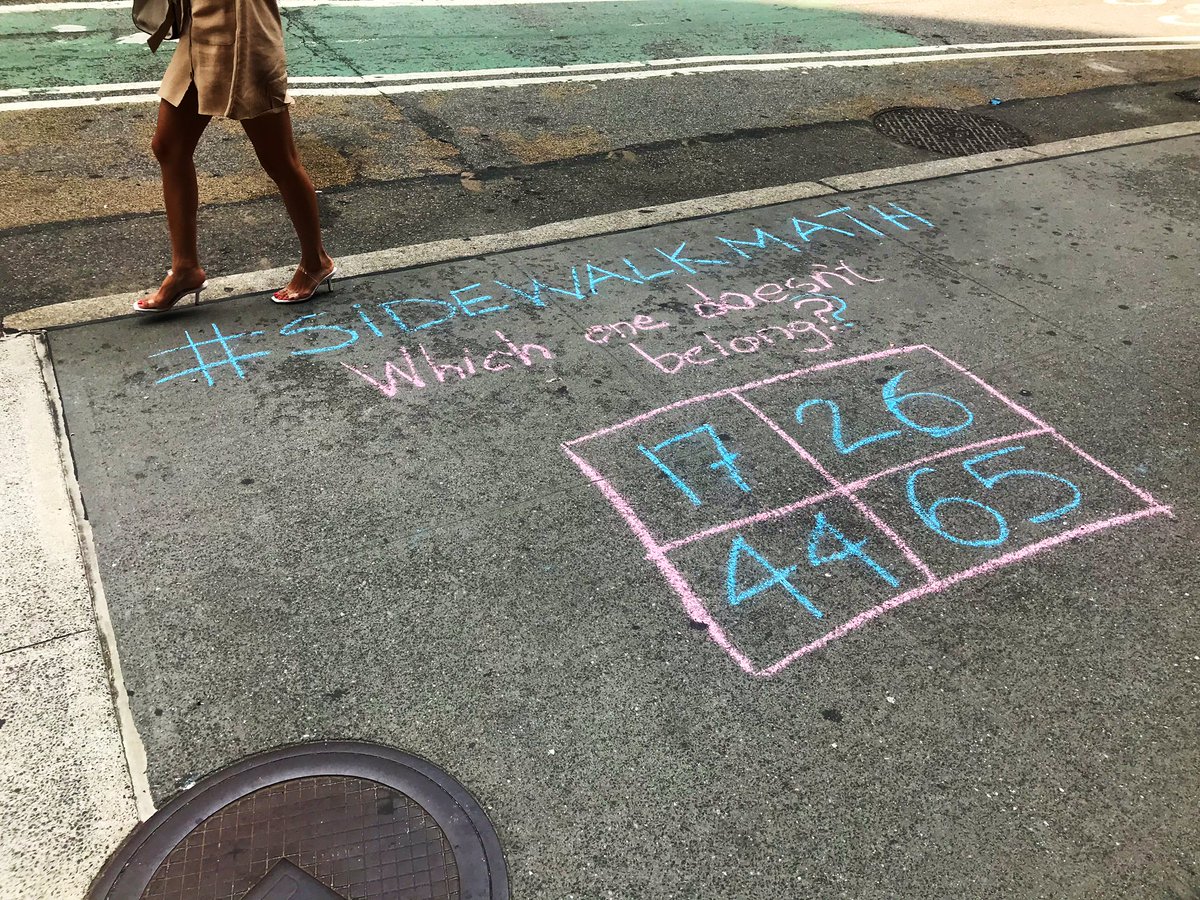 #SIDEWALKMATH
Which one doesn't
belong??
17 26
44 65